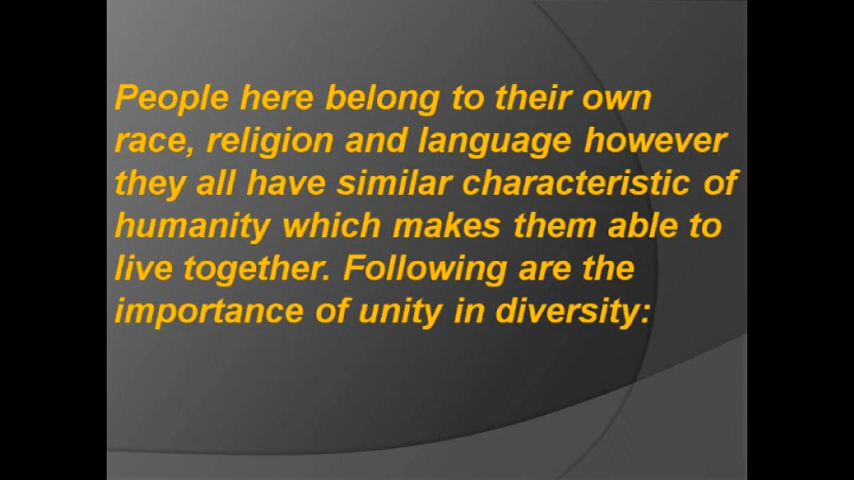 People here belong to their own
race, religion and language however
they all have similar characteristic of
humanity which makes them able to
live together. Following are the
importance of unity in diversity: